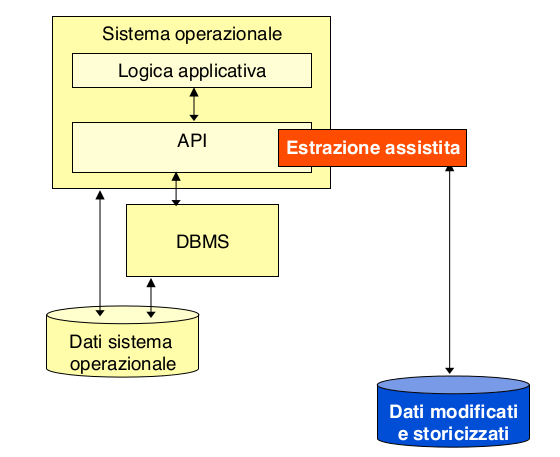 Sistema operazionale
Logica applicativa
API
Estrazione assistita
DBMS
Dati sistema
operazionale
Dati modificati
e storicizzati